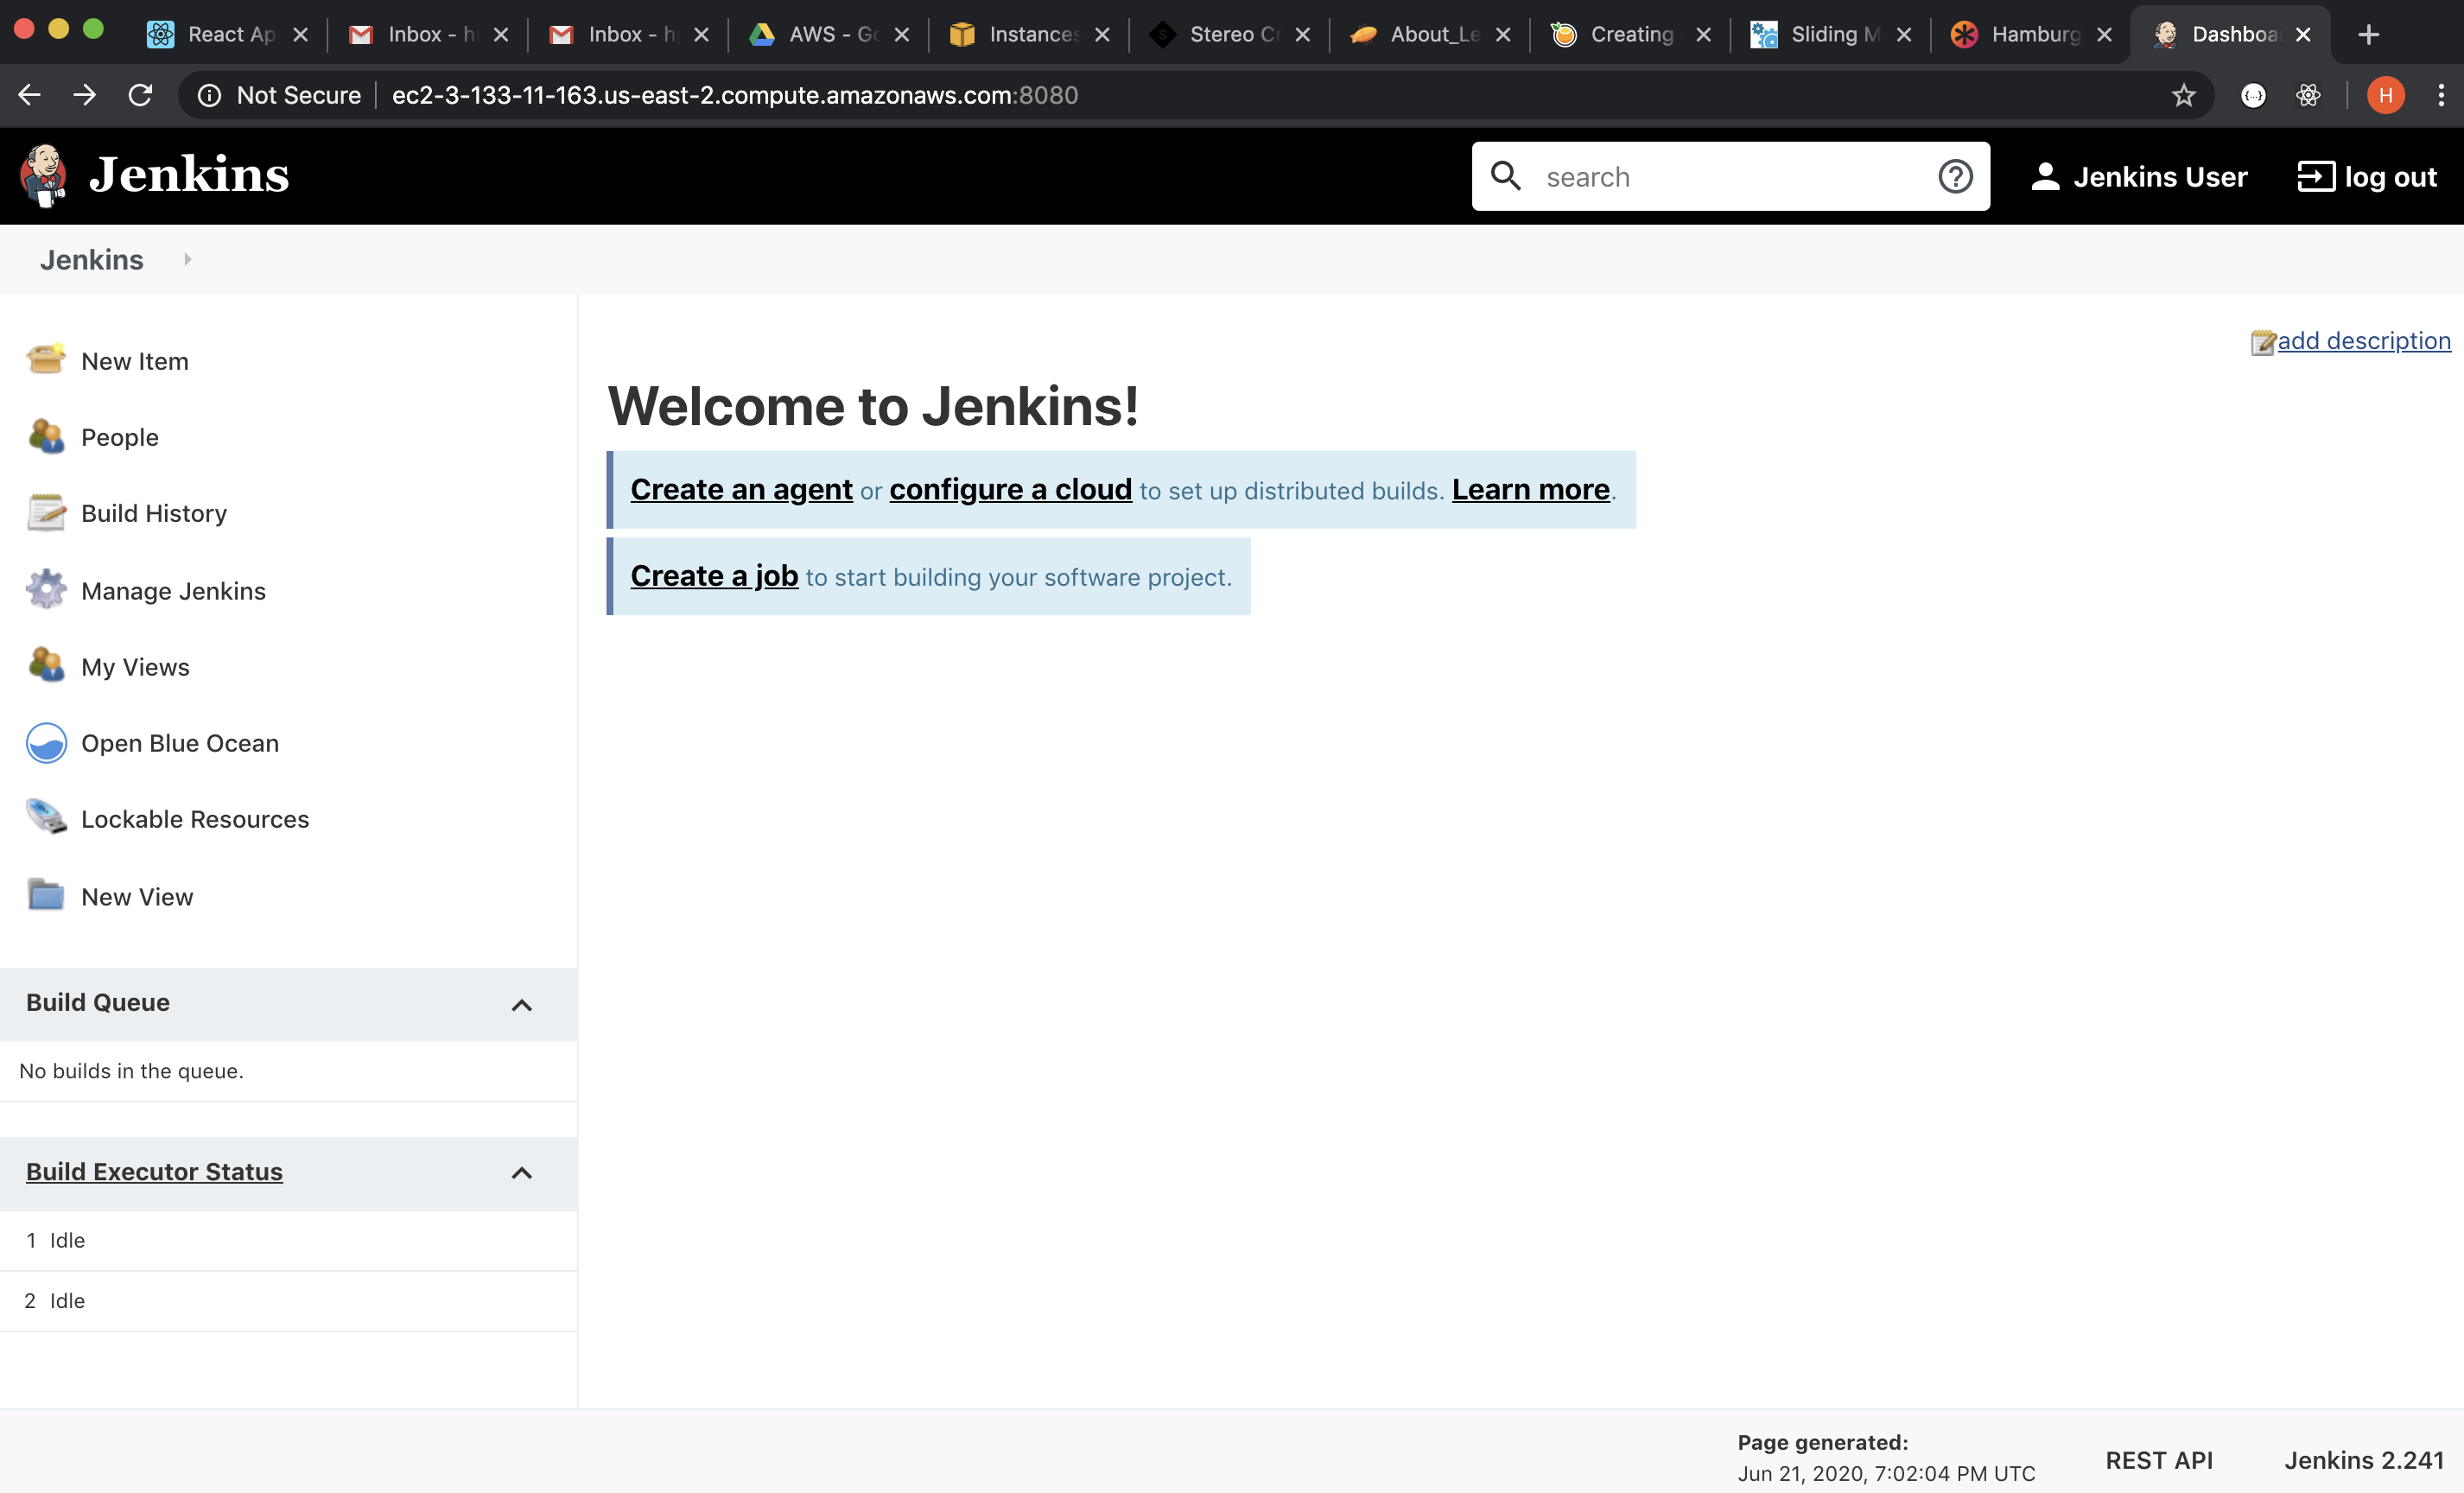 React Ap
Inbox - h
Inbox - h
AWS - Go
Instances
Stereo C
About_Le
Creating
Sliding M
Hamburg
Dashboa
Not Secure
ec2-3-133-11-163.us-east-2.compute.amazonaws.com:8080
H
Jenkins
search
Jenkins User
log out
Jenkins
add description
New Item
People
Build History
Manage Jenkins
My Views
Open Blue Ocean
Lockable Resources
New View
Welcome to Jenkins!
Create an agent or configure a cloud to set up distributed builds. Learn more.
Create a job to start building your software project.
Build Queue
No builds in the queue.
Build Executor Status
1 Idle
2 Idle
Page generated:
Jun 21, 2020, 7:02:04 PM UTC
REST API
Jenkins 2.241